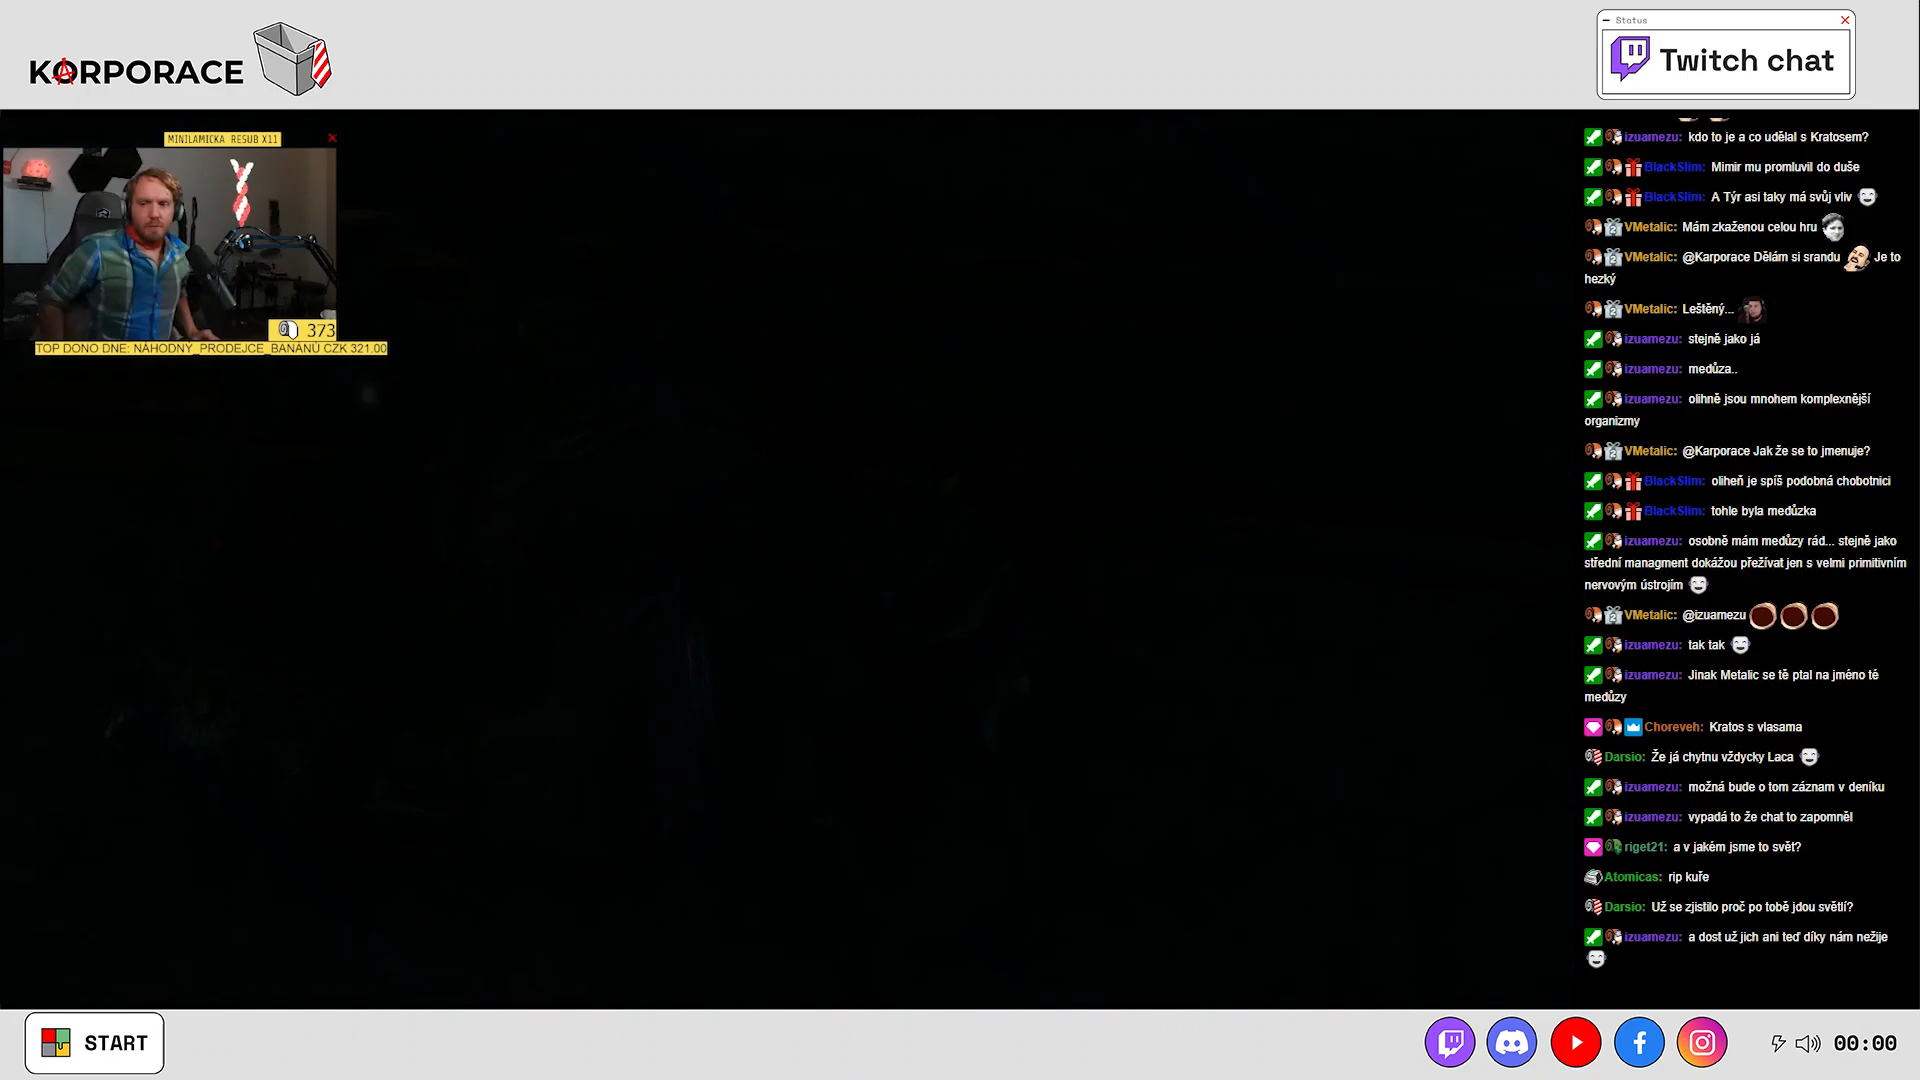 KORPORACE
Status
Twitch chat
MINILAMICKA RESUB X11
373
TOP DONO DNE: NÁHODNÝ_PRODEJCE_BANÁNŮ CZK 321.00
izuamezu: kdo to je a co udělal s Kratosem?
BlackSlim: Mimir mu promluvil do duše
BlackSlim: A Týr asi taky má svůj vliv
VMetalic: Mám zkaženou celou hru
VMetalic: @Karporace Dělám si srandu Je to
hezký
VMetalic: Leštěný...
izuamezu: stejně jako já
izuamezu: medůza..
izuamezu: olihně jsou mnohem komplexnější
organizmy
VMetalic: @Karporace Jak že se to jmenuje?
BlackSlim: oliheň je spíš podobná chobotnici
BlackSlim: tohle byla medůzka
izuamezu: osobně mám medůzy rád... stejně jako
střední managment dokážou přežívat jen s velmi primitivním
nervovým ústrojím
VMetalic: @izuamezu
izuamezu: tak tak
izuamezu: Jinak Metalic se tě ptal na jméno té
medůzy
Choreveh: Kratos s vlasama
Darsio: Že já chytnu vždycky Laca
izuamezu: možná bude o tom záznam v deníku
izuamezu: vypadá to že chat to zapomněl
riget21: a v jakém jsme to svět?
Atomicas: rip kuře
Darsio: Už se zjistilo proč po tobě jdou světlí?
izuamezu: a dost už jich ani teď díky nám nežije
START
00:00